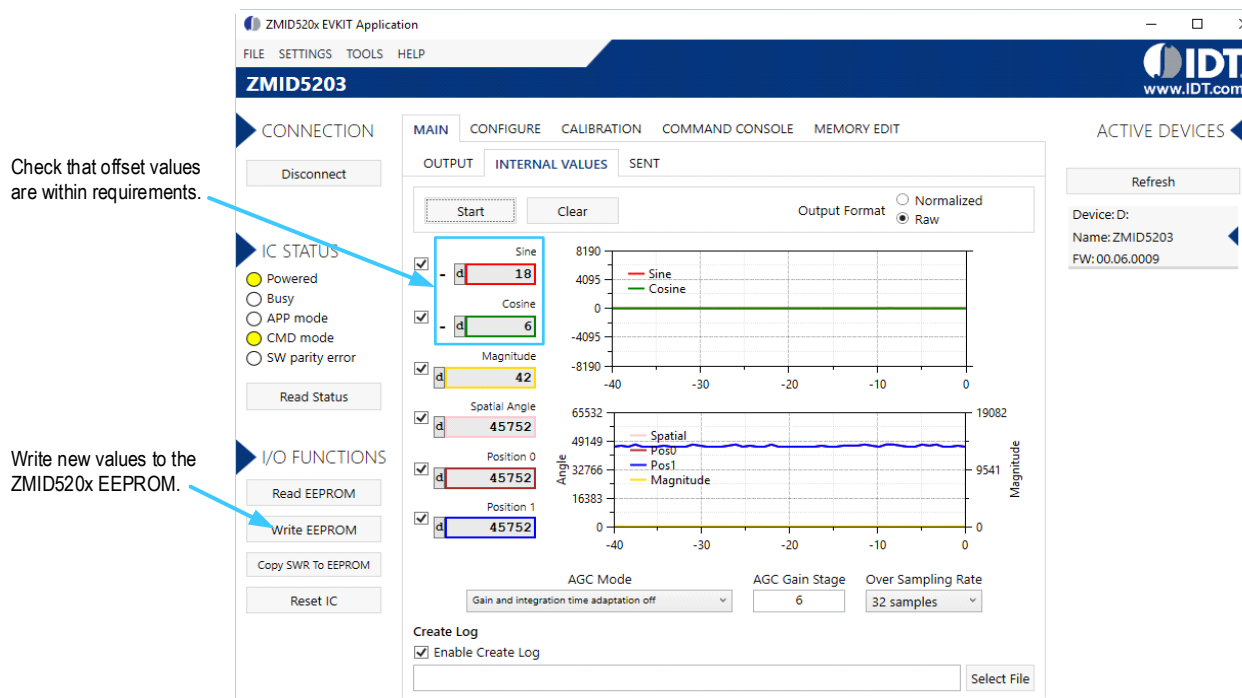 ZMID520x EVKIT Application
FILE SETTINGS TOOLS HELP
IDT.
www.IDT.com
ZMID5203
CONNECTION
Disconnect
Check that offset values
are within requirements.
IC STATUS
Powered
Busy
APP mode
CMD mode
SW parity error
Read Status
Write new values to the
ZMID520x EEPROM.
I/O FUNCTIONS
Read EEPROM
Write EEPROM
Copy SWR To EEPROM
Reset IC
MAIN CONFIGURE CALIBRATION COMMAND CONSOLE MEMORY EDIT
OUTPUT INTERNAL VALUES SENT
Start Clear Output Format
Normalized
Raw
Sine
- d 18
Cosine
- d 6
Magnitude
d 42
Spatial Angle
d 45752
Position 0
d 45752
Position 1
d 45752
8190
4095
0
-4095
-8190
Sine
Cosine
-40 -30 -20 -10 0
65532
49149
32766
16383
0
Angle
Spatial
Pos0
Pos1
Magnitude
19082
9541
0
Magnitude
-40 -30 -20 -10 0
AGC Mode AGC Gain Stage Over Sampling Rate
Gain and integration time adaptation off 6 32 samples
Create Log
Enable Create Log
Select File
ACTIVE DEVICES
Refresh
Device: D:
Name: ZMID5203
FW: 00.06.0009